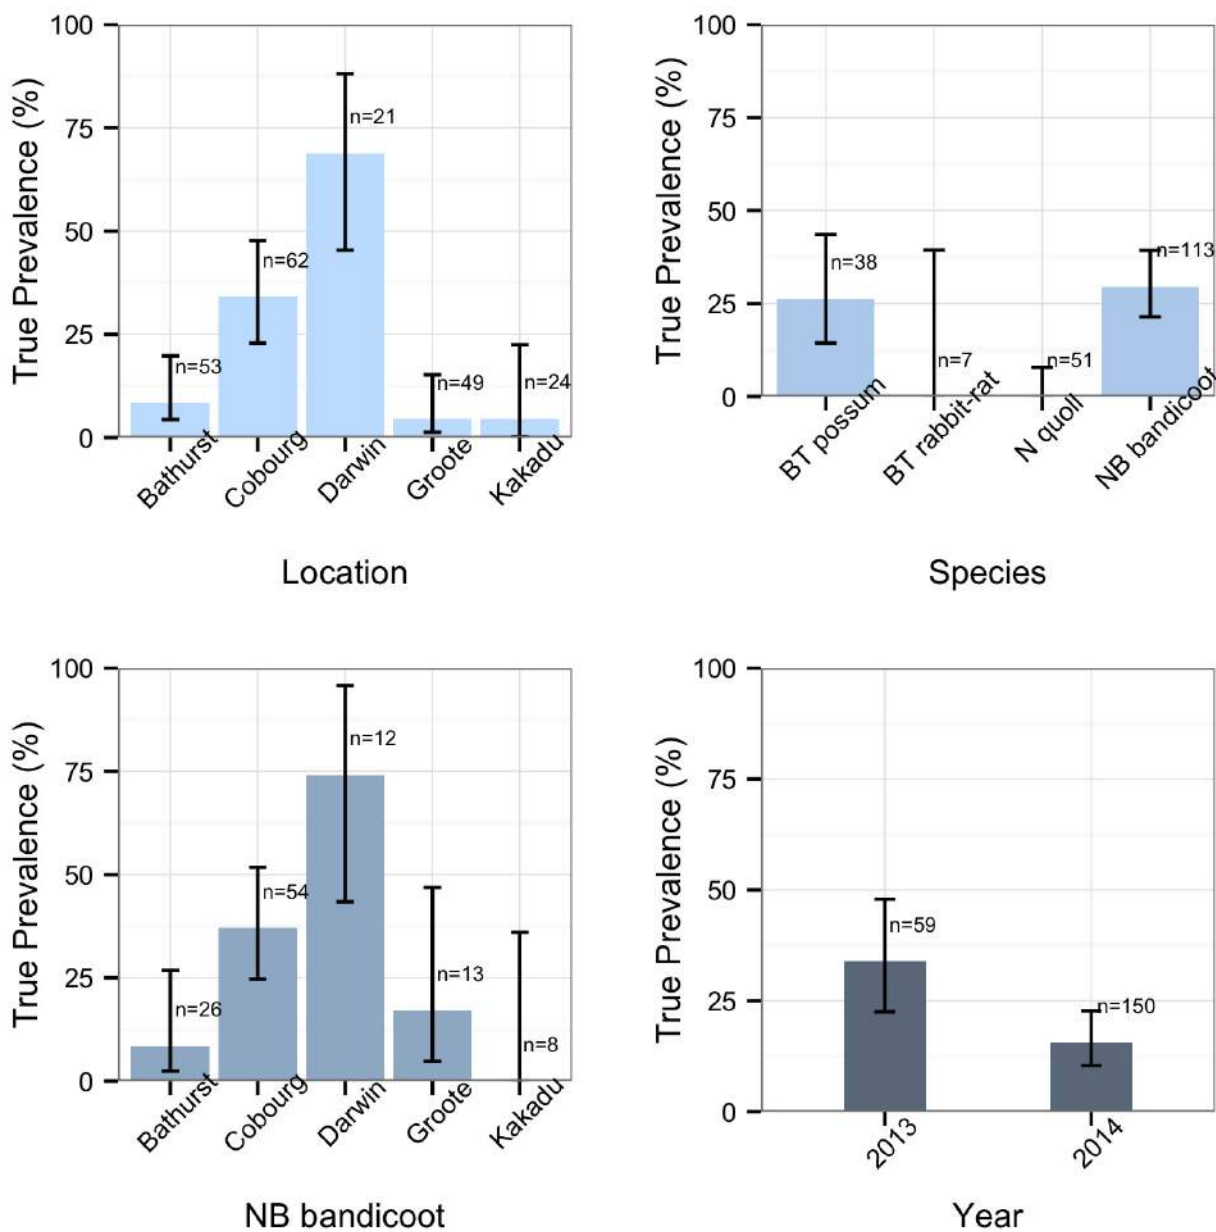 True Prevalence (%)
100
75
50
25
0
n=53
n=62
n=21
n=49
n=24
Bathurst
Cobourg
Darwin
Groote
Kakadu
Location
True Prevalence (%)
100
75
50
25
0
n=38
n=7
n=51
n=113
BT possum
BT rabbit-rat
N quoll
NB bandicoot
Species
True Prevalence (%)
100
75
50
25
0
n=26
n=54
n=12
n=13
n=8
Bathurst
Cobourg
Darwin
Groote
Kakadu
NB bandicoot
True Prevalence (%)
100
75
50
25
0
n=59
n=150
2013
2014
Year